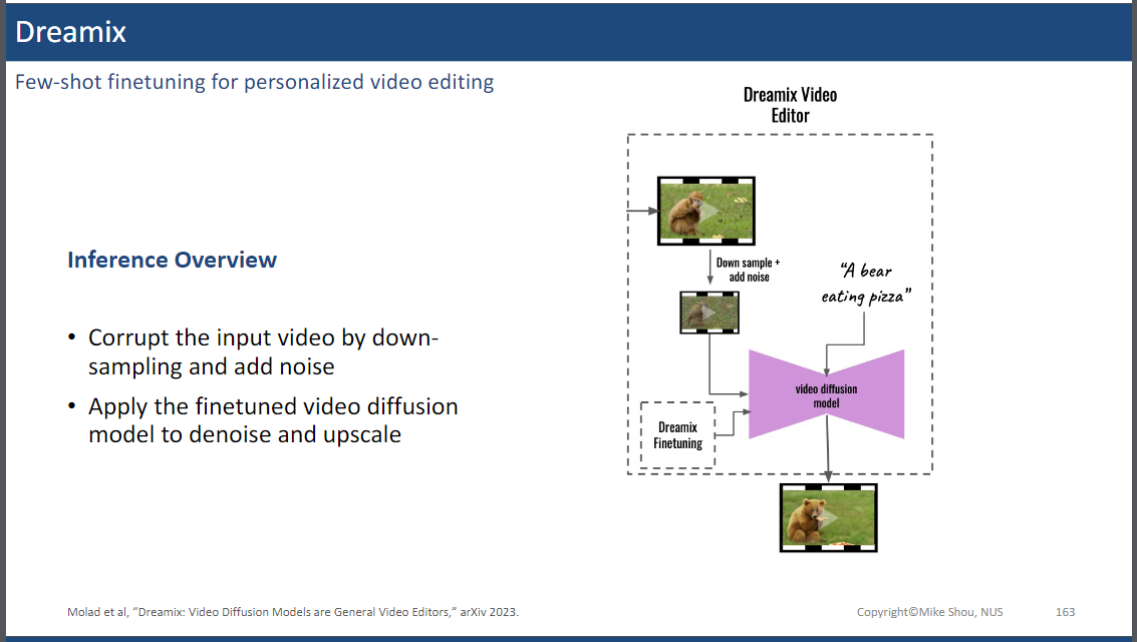 Dreamix
Few-shot finetuning for personalized video editing
Dreamix Video
Editor
Down sample +
add noise
"A bear
eating pizza"
video diffusion
model
Dreamix
Finetuning
Inference Overview
• Corrupt the input video by down-
sampling and add noise
• Apply the finetuned video diffusion
model to denoise and upscale
Molad et al, “Dreamix: Video Diffusion Models are General Video Editors,” arXiv 2023.
Copyright©Mike Shou, NUS
163